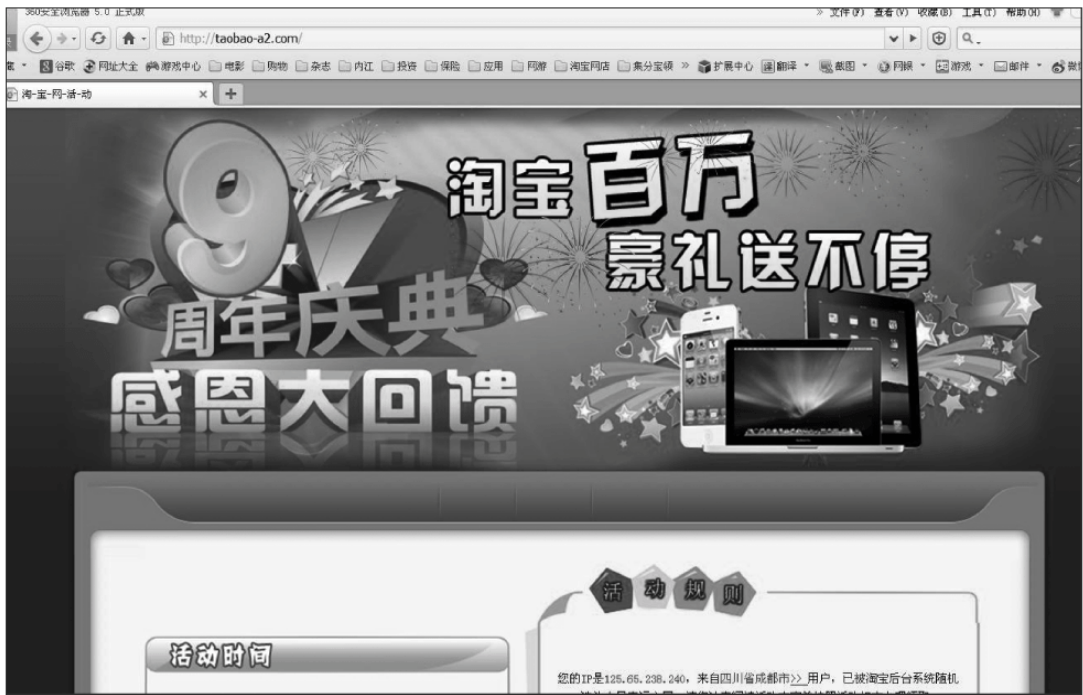 360安全浏览器 5.0 正式版
» 文件(F) 查看(V) 收藏(B) 工具(T) 帮助(H)
http://taobao-a2.com/
谷歌 网址大全 游戏中心 电影 购物 杂志 内江 投资 保险 应用 网游 淘宝网店 集分宝领 » 扩展中心 翻译 截图 网银 游戏 邮件
淘-宝-网-活-动
9
周年庆典
感恩大回馈
淘宝百万
豪礼送不停
活动规则
活动时间
您的IP是125.65.238.240，来自四川省成都市>>_用户，已被淘宝后台系统随机